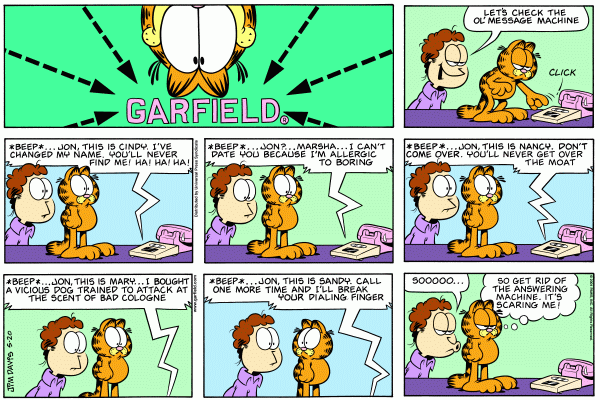 GARFIELD®
LET'S CHECK THE
OL' MESSAGE MACHINE
CLICK
*BEEP*...JON, THIS IS CINDY. I'VE
CHANGED MY NAME. YOU'LL NEVER
FIND ME! HA! HA! HA!
Distributed by Universal Press Syndicate
*BEEP*...JON?..MARSHA...I CAN'T
DATE YOU BECAUSE I'M ALLERGIC
TO BORING
*BEEP*...JON, THIS IS NANCY. DON'T
COME OVER. YOU'LL NEVER GET OVER
THE MOAT
*BEEP*...JON, THIS IS MARY...I BOUGHT
A VICIOUS DOG TRAINED TO ATTACK AT
THE SCENT OF BAD COLOGNE
JIM DAVIS 5-20
*BEEP*...JON, THIS IS SANDY. CALL
ONE MORE TIME AND I'LL BREAK
YOUR DIALING FINGER
SOOOOO...
SO GET RID OF
THE ANSWERING
MACHINE. IT'S
SCARING ME!